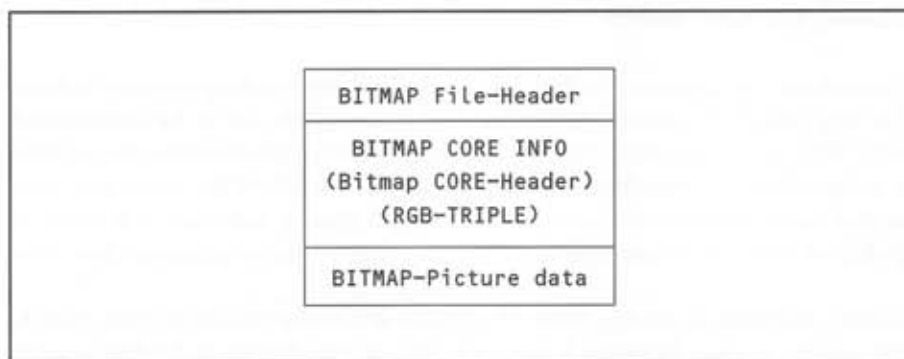 BITMAP File-Header
BITMAP CORE INFO
(Bitmap CORE-Header)
(RGB-TRIPLE)
BITMAP-Picture data